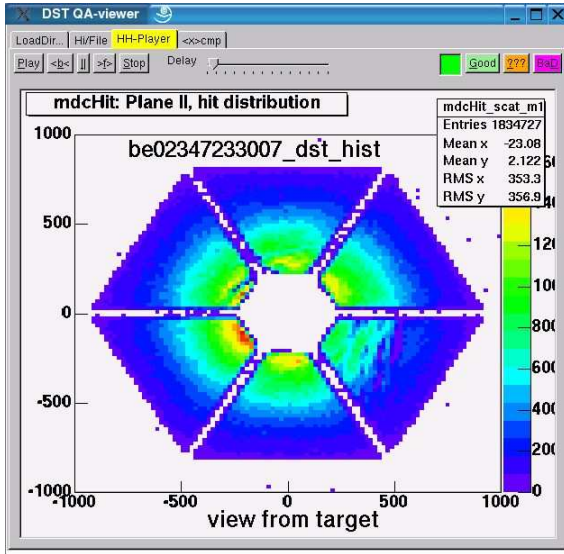 DST QA-viewer
LoadDir... Hi/File HH-Player <x>cmp
Play <b< || >f> Stop Delay Good ??? BaD
mdcHit: Plane II, hit distribution
mdcHit_scat_m1
Entries 1834727
Mean x -23.08
Mean y 2.122
RMS x 353.3
RMS y 356.9
be02347233007_dst_hist
1000
500
0
-500
-1000
-1000 -500 0 500 1000
view from target
800
600
400
200
0